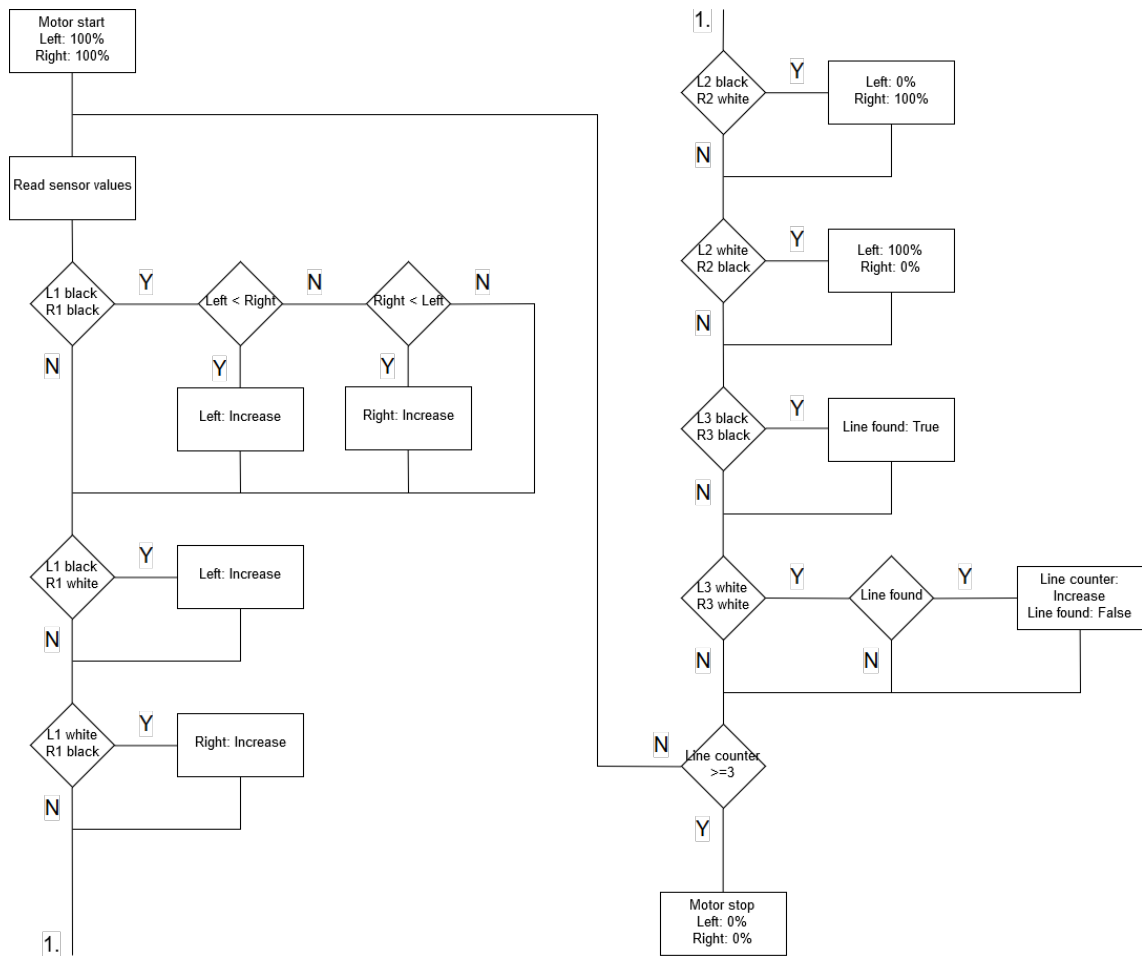 Motor start
Left: 100%
Right: 100%
Read sensor values
L1 black
R1 black
Y
Left < Right
N
Right < Left
N
N
Y
Left: Increase
Y
Right: Increase
L1 black
R1 white
Y
Left: Increase
N
L1 white
R1 black
Y
Right: Increase
N
1.
1.
L2 black
R2 white
Y
Left: 0%
Right: 100%
N
L2 white
R2 black
Y
Left: 100%
Right: 0%
N
L3 black
R3 black
Y
Line found: True
N
L3 white
R3 white
Y
Line found
Y
Line counter:
Increase
Line found: False
N
N
Line counter
>=3
N
Y
Motor stop
Left: 0%
Right: 0%